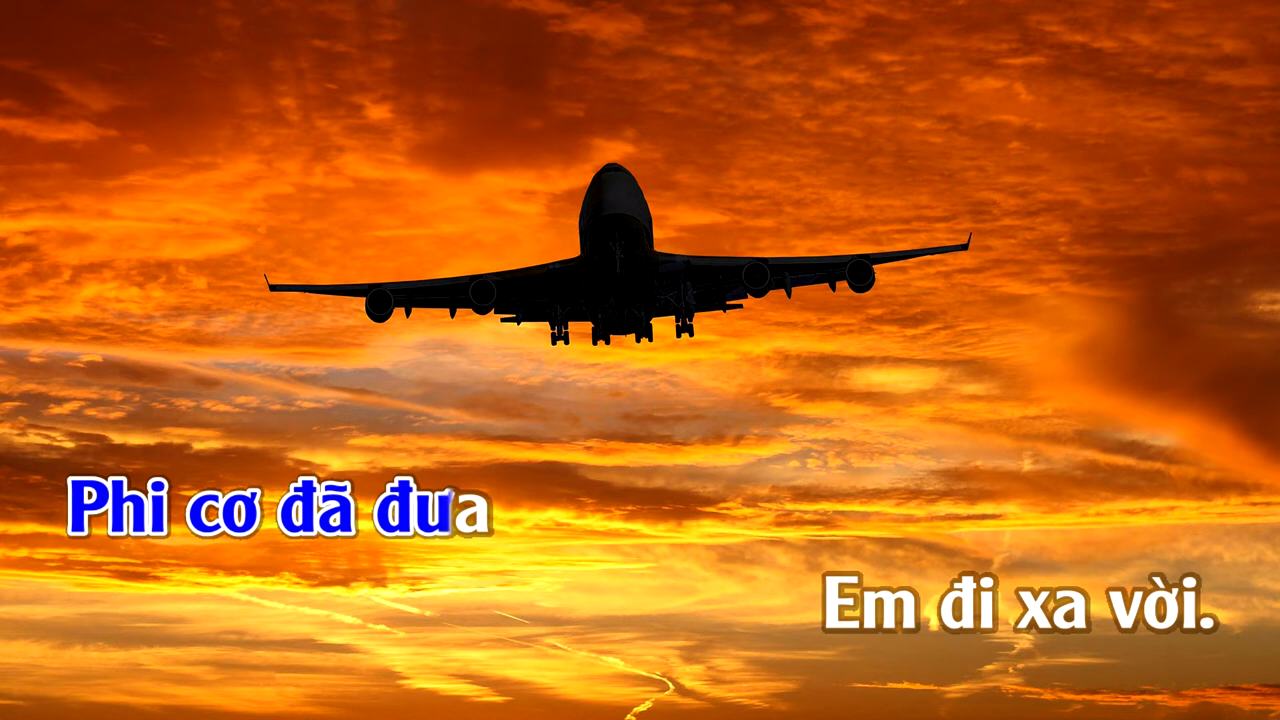 Phi cơ đã đưa
Em đi xa vời.